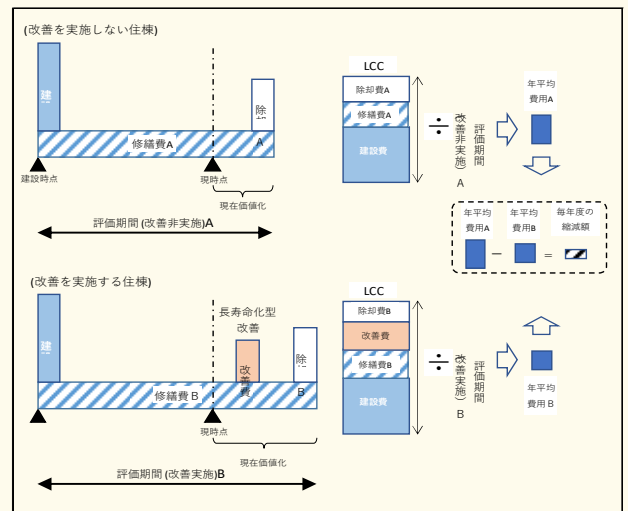 (改善を実施しない住棟)
建
除
却
修繕費A
A
建設時点
現時点
現在価値化
評価期間 (改善非実施)A
LCC
除却費A
修繕費A
建設費
÷
評価期間
(改善非実施)
A
年平均
費用A
年平均
費用A
年平均
費用B
毎年度の
縮減額
－
＝
(改善を実施する住棟)
建
長寿命化型
改善
改善費
除
修繕費B
B
現時点
現在価値化
評価期間 (改善実施)B
LCC
除却費B
改善費
修繕費B
建設費
÷
評価期間
(改善実施)
B
年平均
費用B